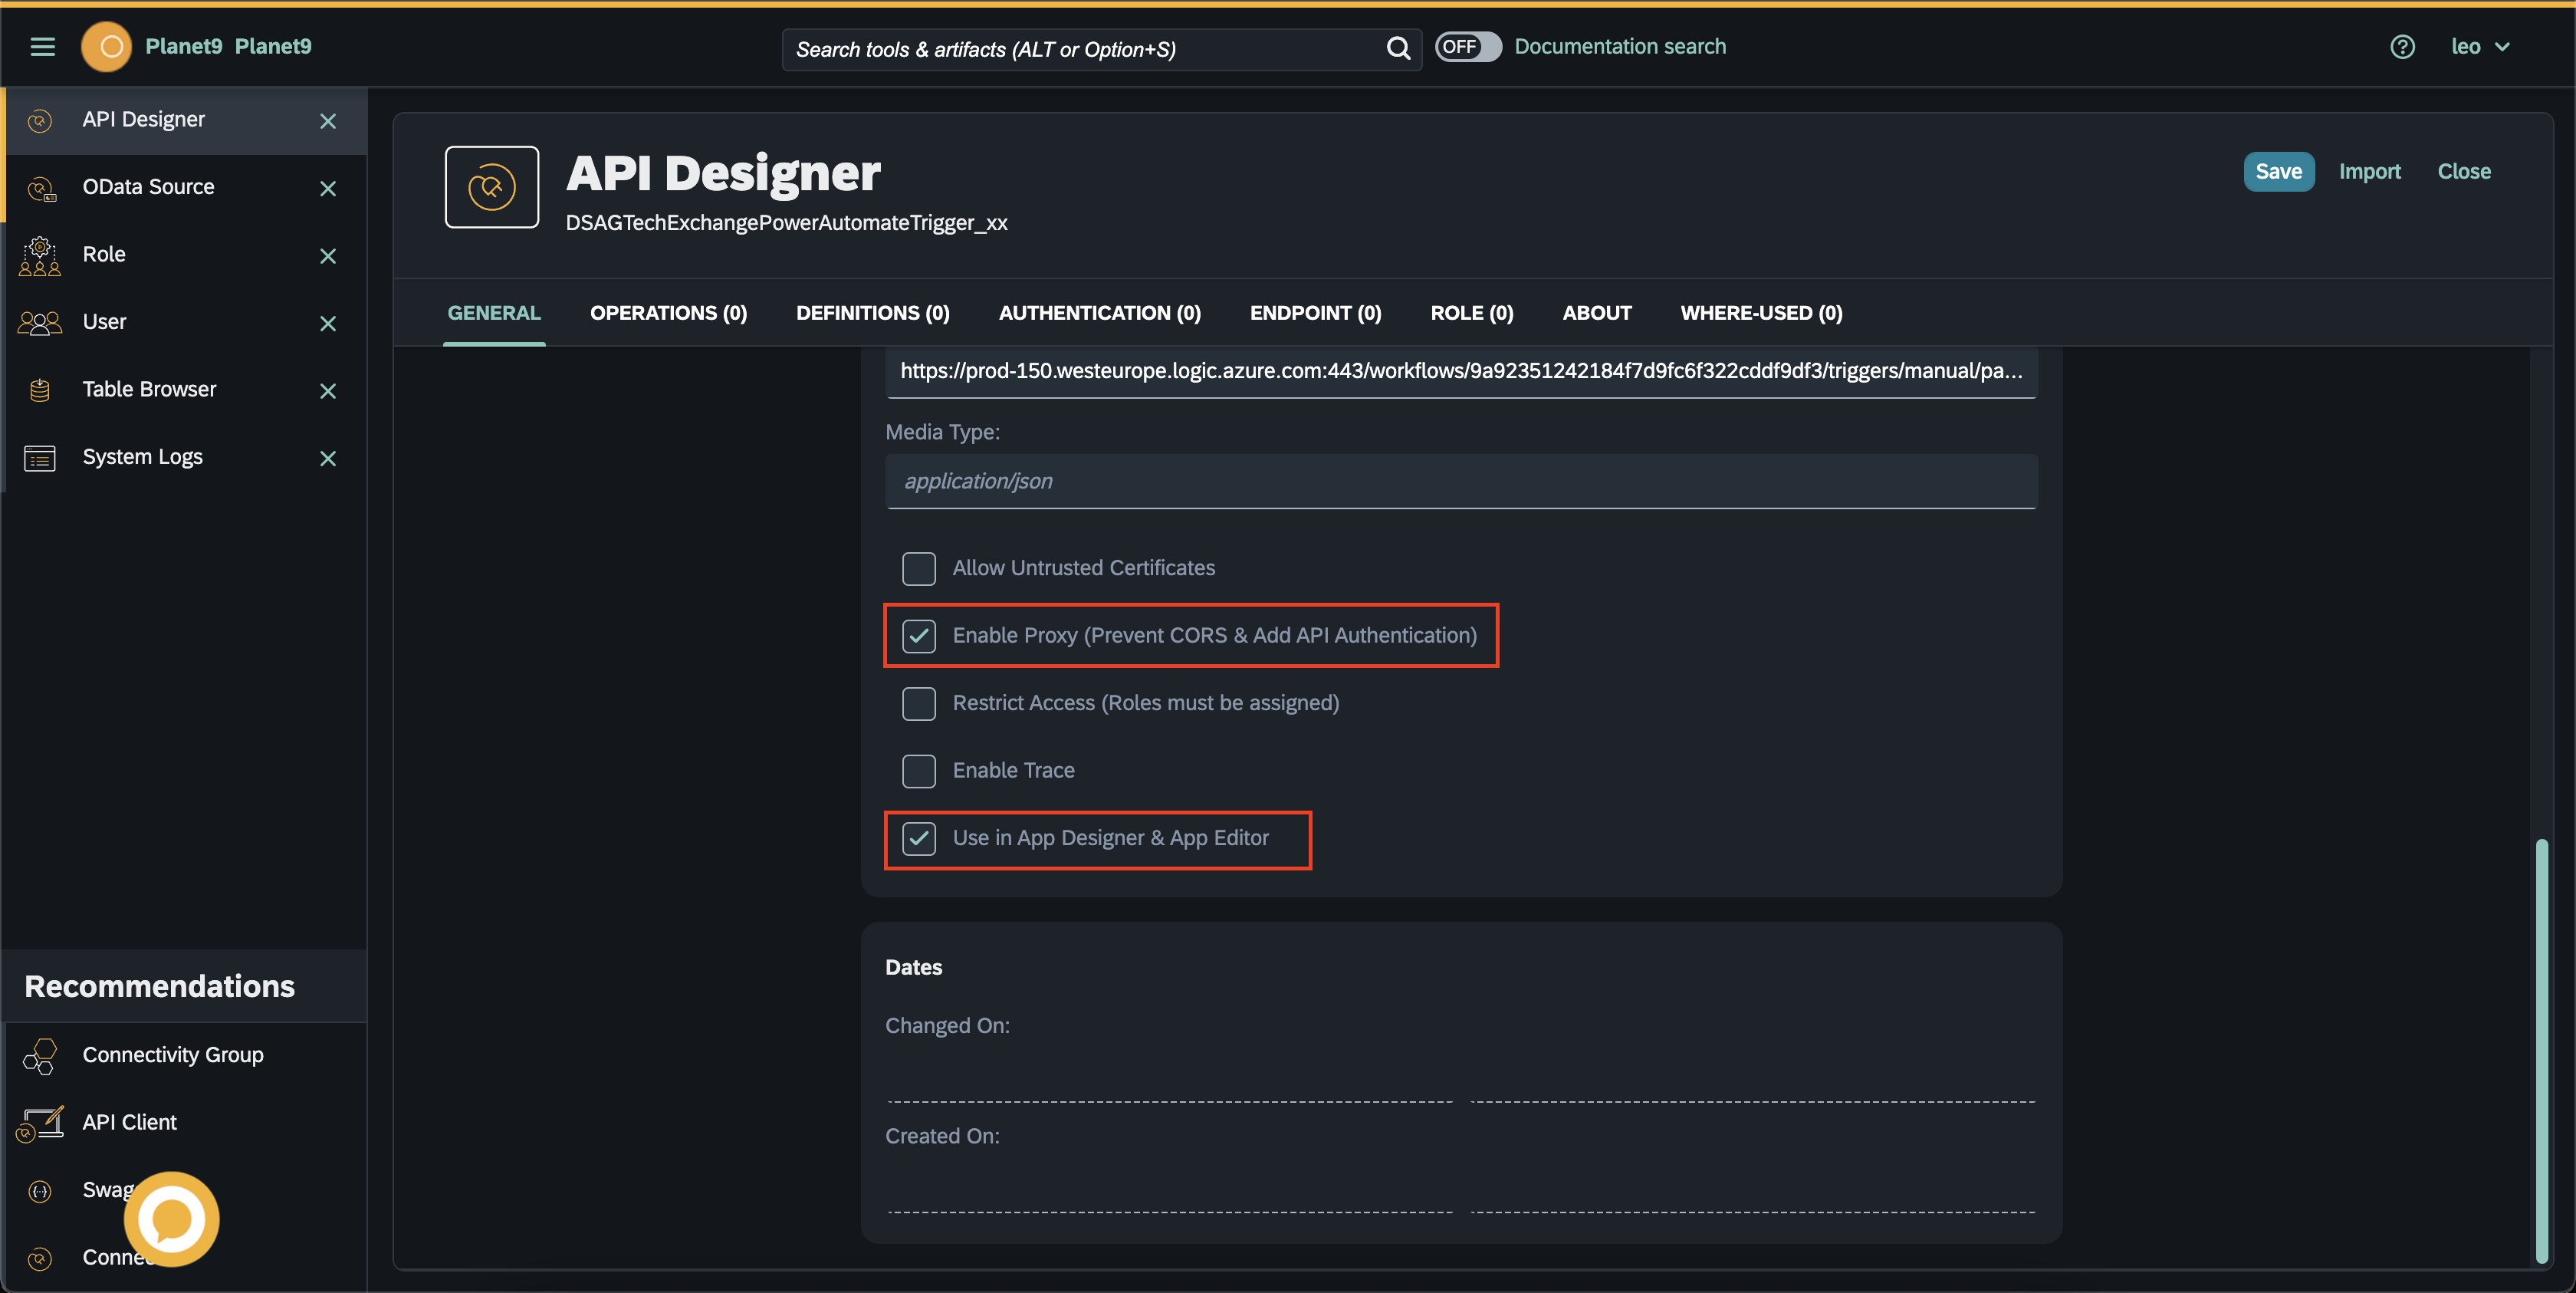 Planet9 Planet9
Search tools & artifacts (ALT or Option+S)
OFF
Documentation search
leo
API Designer
OData Source
Role
User
Table Browser
System Logs
Recommendations
Connectivity Group
API Client
Swag
Conne
API Designer
DSAGTechExchangePowerAutomateTrigger_xx
Save Import Close
GENERAL OPERATIONS (0) DEFINITIONS (0) AUTHENTICATION (0) ENDPOINT (0) ROLE (0) ABOUT WHERE-USED (0)
https://prod-150.westeurope.logic.azure.com:443/workflows/9a92351242184f7d9fc6f322cddf9df3/triggers/manual/pa...
Media Type:
application/json
Allow Untrusted Certificates
Enable Proxy (Prevent CORS & Add API Authentication)
Restrict Access (Roles must be assigned)
Enable Trace
Use in App Designer & App Editor
Dates
Changed On:
Created On: